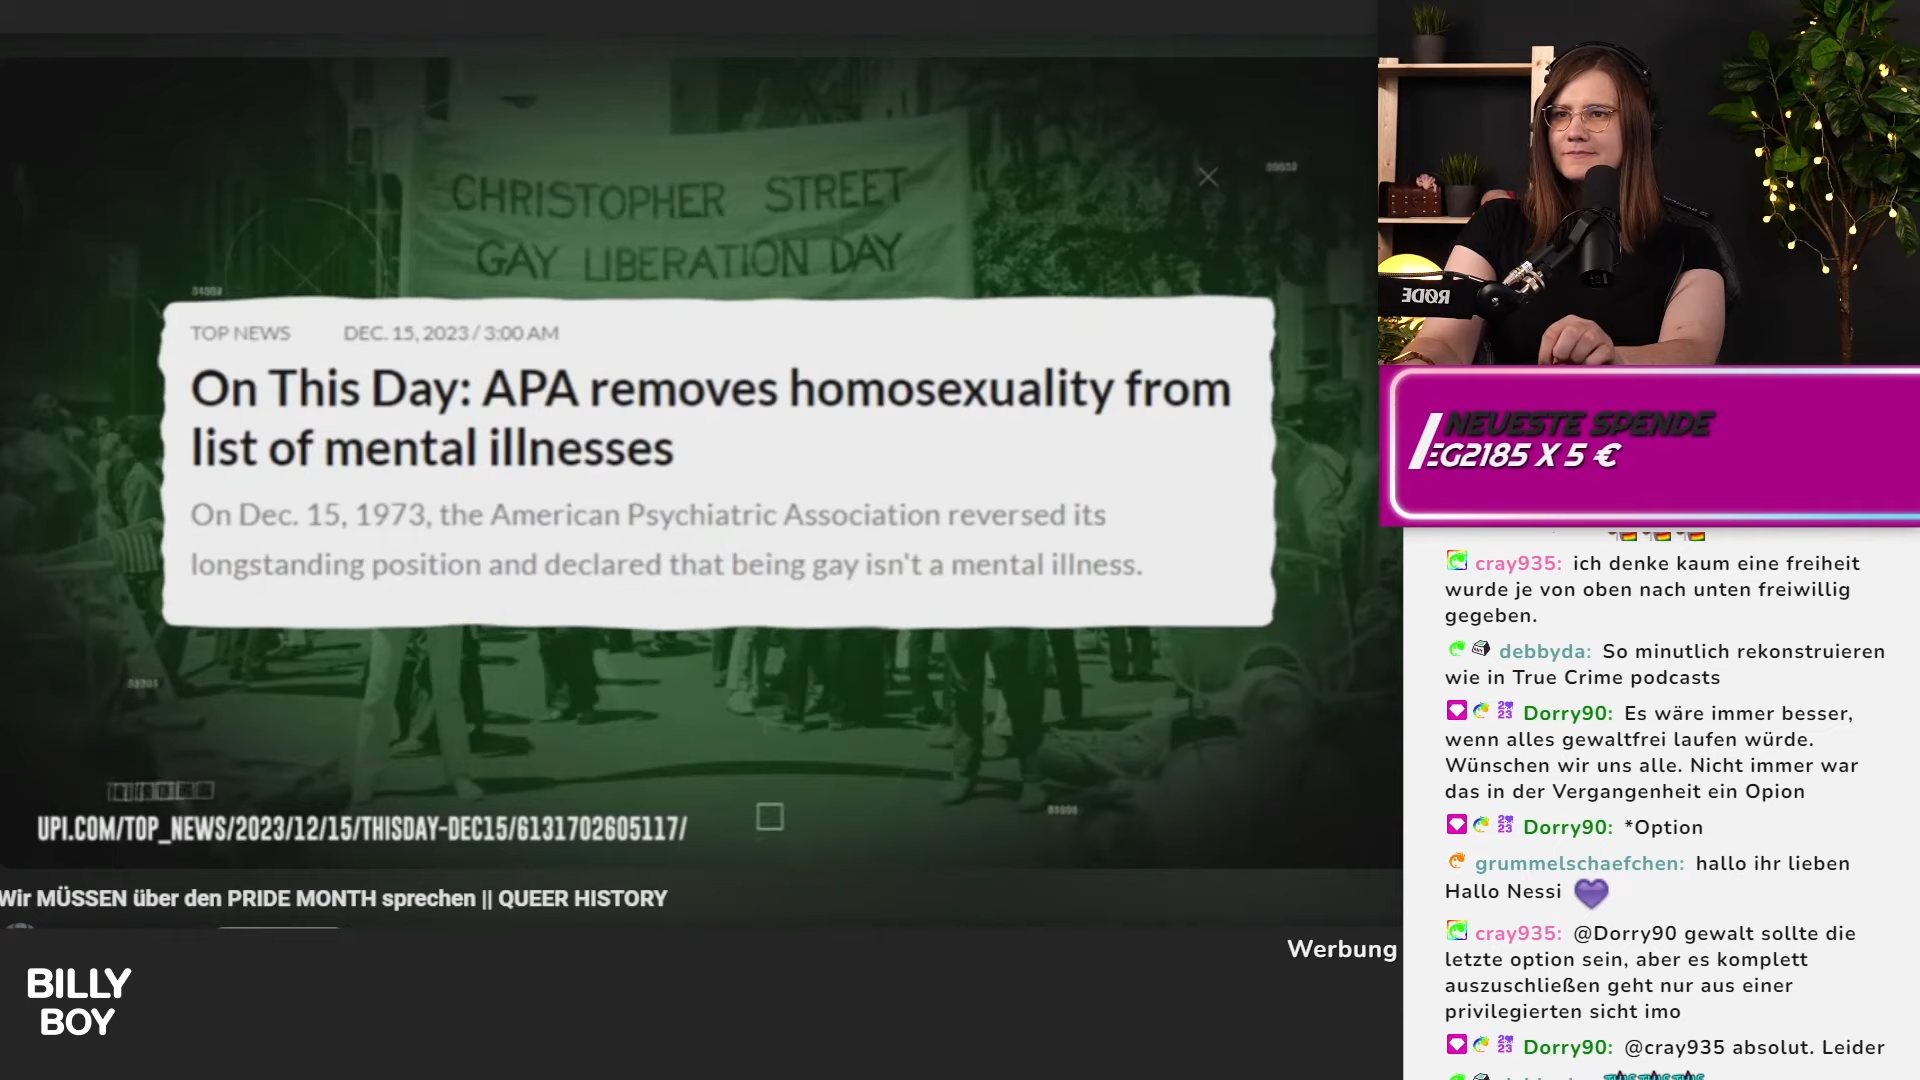 CHRISTOPHER STREET
GAY LIBERATION DAY
TOP NEWS DEC. 15, 2023 / 3:00 AM
On This Day: APA removes homosexuality from
list of mental illnesses
On Dec. 15, 1973, the American Psychiatric Association reversed its
longstanding position and declared that being gay isn't a mental illness.
UPI.COM/TOP_NEWS/2023/12/15/THISDAY-DEC15/6131702605117/
Wir MÜSSEN über den PRIDE MONTH sprechen || QUEER HISTORY
Werbung
BILLY
BOY
RØDE
NEUESTE SPENDE
EG2185 X 5 €
cray935: ich denke kaum eine freiheit
wurde je von oben nach unten freiwillig
gegeben.
debbyda: So minutlich rekonstruieren
wie in True Crime podcasts
Dorry90: Es wäre immer besser,
wenn alles gewaltfrei laufen würde.
Wünschen wir uns alle. Nicht immer war
das in der Vergangenheit ein Opion
Dorry90: *Option
grummelschaefchen: hallo ihr lieben
Hallo Nessi
cray935: @Dorry90 gewalt sollte die
letzte option sein, aber es komplett
auszuschließen geht nur aus einer
privilegierten sicht imo
Dorry90: @cray935 absolut. Leider